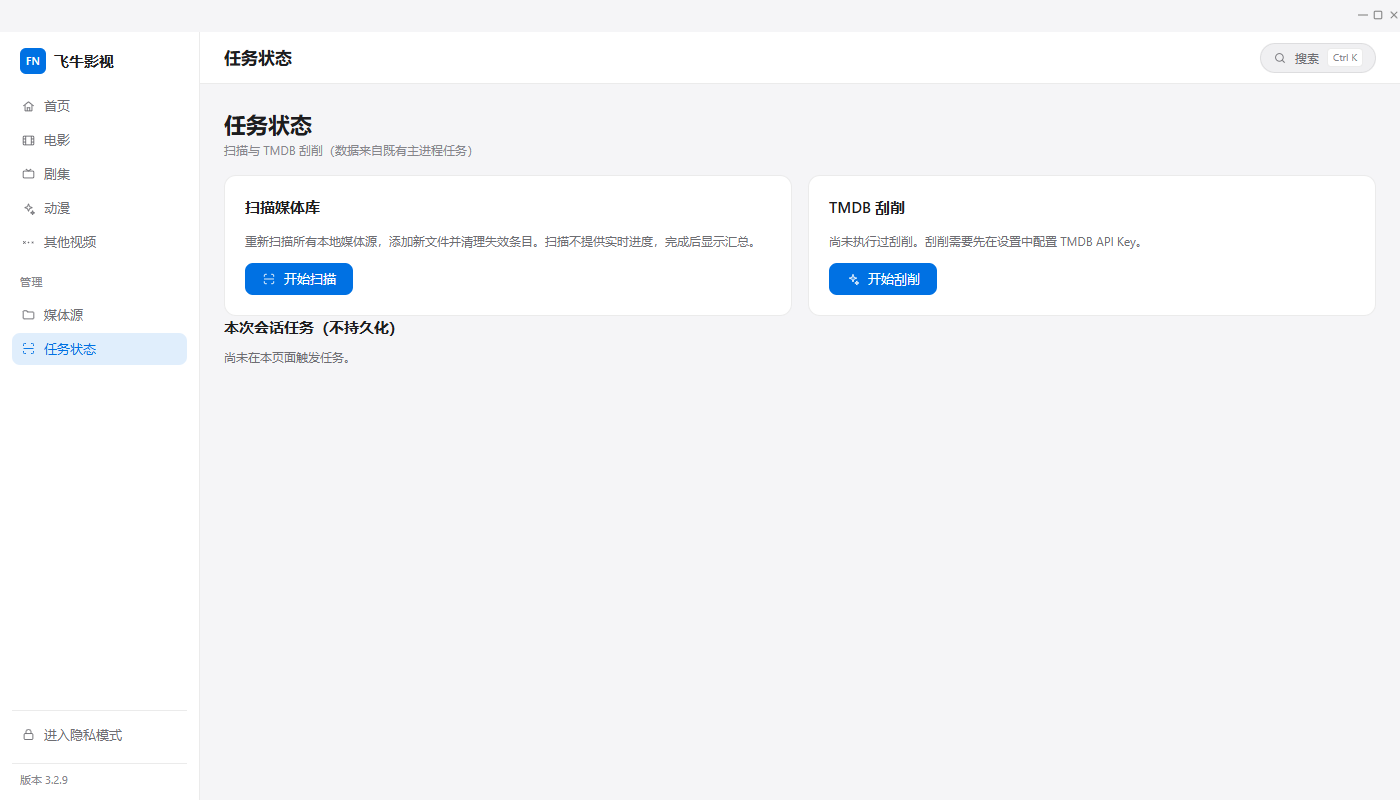 FN 飞牛影视
首页
电影
剧集
动漫
其他视频
管理
媒体源
任务状态
进入隐私模式
版本 3.2.9
任务状态
搜索 Ctrl K
任务状态
扫描与 TMDB 刮削（数据来自既有主进程任务）
扫描媒体库
重新扫描所有本地媒体源，添加新文件并清理失效条目。扫描不提供实时进度，完成后显示汇总。
开始扫描
TMDB 刮削
尚未执行过刮削。刮削需要先在设置中配置 TMDB API Key。
开始刮削
本次会话任务（不持久化）
尚未在本页面触发任务。